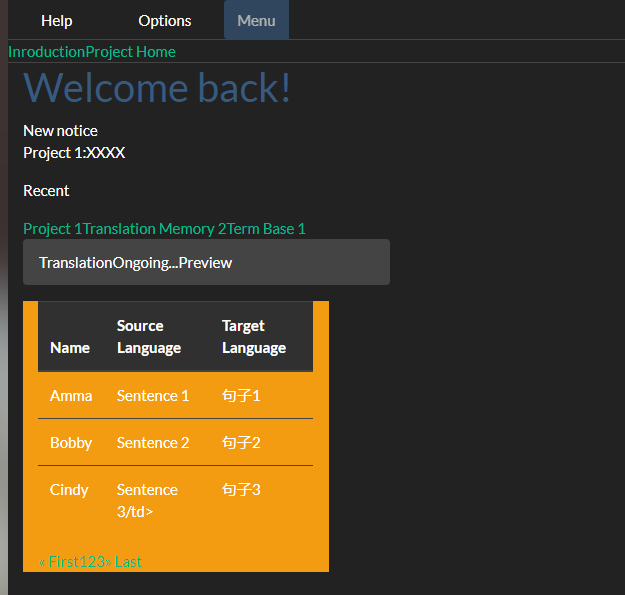 Help Options Menu
InroductionProject Home
Welcome back!
New notice
Project 1:XXXX
Recent
Project 1Translation Memory 2Term Base 1
TranslationOngoing...Preview
Name Source Language Target Language
Amma Sentence 1 句子1
Bobby Sentence 2 句子2
Cindy Sentence 3/td> 句子3
« First123» Last